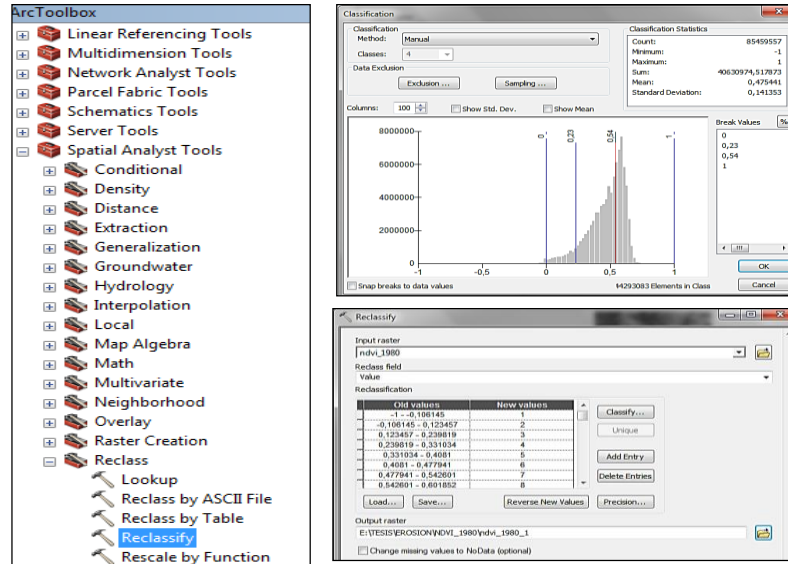 ArcToolbox
Linear Referencing Tools
Multidimension Tools
Network Analyst Tools
Parcel Fabric Tools
Schematics Tools
Server Tools
Spatial Analyst Tools
Conditional
Density
Distance
Extraction
Generalization
Groundwater
Hydrology
Interpolation
Local
Map Algebra
Math
Multivariate
Neighborhood
Overlay
Raster Creation
Reclass
Lookup
Reclass by ASCII File
Reclass by Table
Reclassify
Rescale by Function
Classification
Classification
Method: Manual
Classes: 4
Data Exclusion
Exclusion ... Sampling ...
Classification Statistics
Count: 85459557
Minimum: -1
Maximum: 1
Sum: 40630974,517873
Mean: 0,475441
Standard Deviation: 0,141353
Columns: 100 Show Std. Dev. Show Mean
Break Values %
0
0,23
0,54
1
0 0,23 0,54 1
8000000
6000000
4000000
2000000
0
-1 -0,5 0 0,5 1
Snap breaks to data values
Elements in Class
OK
Cancel
Reclassify
Input raster
ndvi_1980
Reclass field
Value
Reclassification
Old values New values
-1 - -0,106145 1
-0,106145 - 0,123457 2
0,123457 - 0,239819 3
0,239819 - 0,331034 4
0,331034 - 0,4081 5
0,4081 - 0,477941 6
0,477941 - 0,542601 7
0,542601 - 0,601852 8
Classify...
Unique
Add Entry
Delete Entries
Load... Save... Reverse New Values Precision...
Output raster
E:\TESIS\EROSION\NDVI_1980\ndvi_1980_1
Change missing values to NoData (optional)